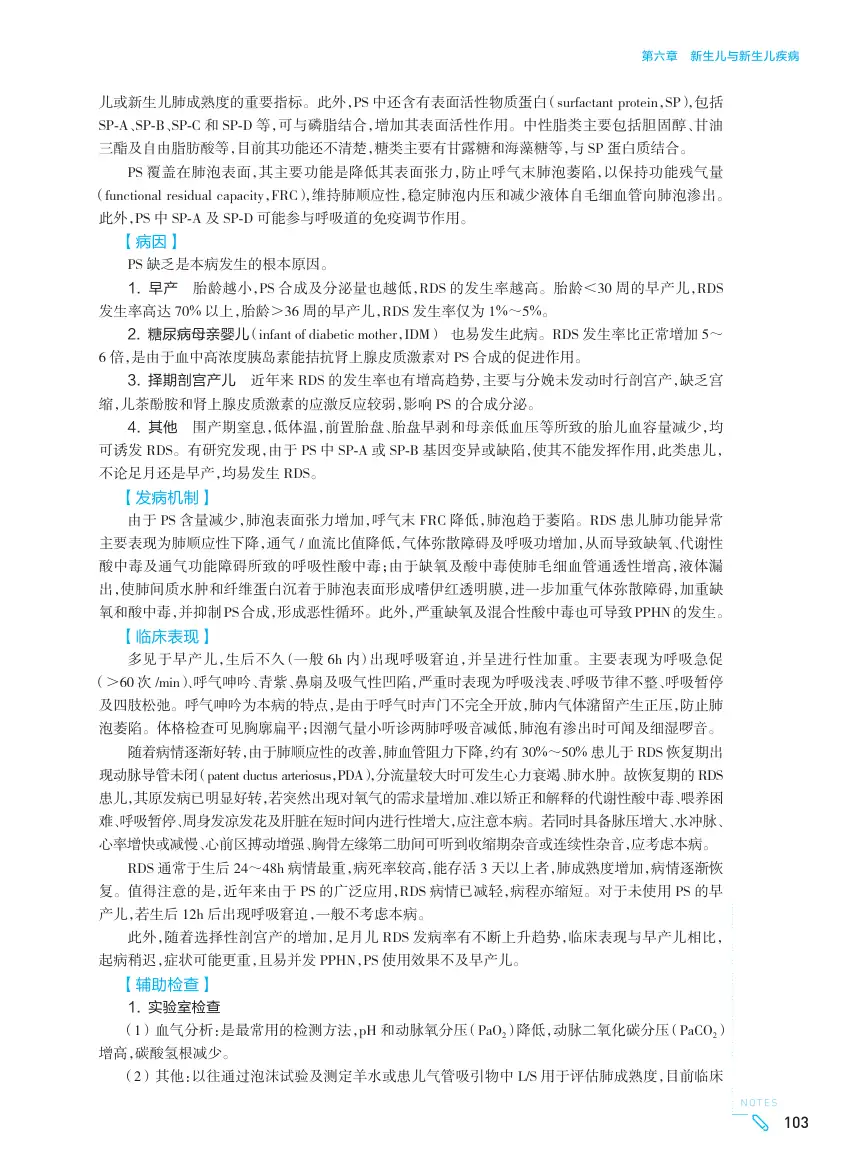 第六章 新生儿与新生儿疾病
儿或新生儿肺成熟度的重要指标。此外,PS 中还含有表面活性物质蛋白(surfactant protein,SP),包括
SP-A、SP-B、SP-C 和 SP-D 等,可与磷脂结合,增加其表面活性作用。中性脂类主要包括胆固醇、甘油
三酯及自由脂肪酸等,目前其功能还不清楚,糖类主要有甘露糖和海藻糖等,与 SP 蛋白质结合。
PS 覆盖在肺泡表面,其主要功能是降低其表面张力,防止呼气末肺泡萎陷,以保持功能残气量
(functional residual capacity,FRC),维持肺顺应性,稳定肺泡内压和减少液体自毛细血管向肺泡渗出。
此外,PS 中 SP-A 及 SP-D 可能参与呼吸道的免疫调节作用。
【病因】
PS 缺乏是本病发生的根本原因。
1. 早产 胎龄越小,PS 合成及分泌量也越低,RDS 的发生率越高。胎龄<30 周的早产儿,RDS
发生率高达 70% 以上,胎龄>36 周的早产儿,RDS 发生率仅为 1%~5%。
2. 糖尿病母亲婴儿(infant of diabetic mother,IDM) 也易发生此病。RDS 发生率比正常增加 5~
6 倍,是由于血中高浓度胰岛素能拮抗肾上腺皮质激素对 PS 合成的促进作用。
3. 择期剖宫产儿 近年来 RDS 的发生率也有增高趋势,主要与分娩未发动时行剖宫产,缺乏宫
缩,儿茶酚胺和肾上腺皮质激素的应激反应较弱,影响 PS 的合成分泌。
4. 其他 围产期窒息,低体温,前置胎盘、胎盘早剥和母亲低血压等所致的胎儿血容量减少,均
可诱发 RDS。有研究发现,由于 PS 中 SP-A 或 SP-B 基因变异或缺陷,使其不能发挥作用,此类患儿,
不论足月还是早产,均易发生 RDS。
【发病机制】
由于 PS 含量减少,肺泡表面张力增加,呼气末 FRC 降低,肺泡趋于萎陷。RDS 患儿肺功能异常
主要表现为肺顺应性下降,通气 / 血流比值降低,气体弥散障碍及呼吸功增加,从而导致缺氧、代谢性
酸中毒及通气功能障碍所致的呼吸性酸中毒;由于缺氧及酸中毒使肺毛细血管通透性增高,液体漏
出,使肺间质水肿和纤维蛋白沉着于肺泡表面形成嗜伊红透明膜,进一步加重气体弥散障碍,加重缺
氧和酸中毒,并抑制PS合成,形成恶性循环。此外,严重缺氧及混合性酸中毒也可导致PPHN的发生。
【临床表现】
多见于早产儿,生后不久(一般 6h 内)出现呼吸窘迫,并呈进行性加重。主要表现为呼吸急促
(>60 次 /min)、呼气呻吟、青紫、鼻扇及吸气性凹陷,严重时表现为呼吸浅表、呼吸节律不整、呼吸暂停
及四肢松弛。呼气呻吟为本病的特点,是由于呼气时声门不完全开放,肺内气体潴留产生正压,防止肺
泡萎陷。体格检查可见胸廓扁平;因潮气量小听诊两肺呼吸音减低,肺泡有渗出时可闻及细湿啰音。
随着病情逐渐好转,由于肺顺应性的改善,肺血管阻力下降,约有 30%~50% 患儿于 RDS 恢复期出
现动脉导管未闭(patent ductus arteriosus,PDA),分流量较大时可发生心力衰竭、肺水肿。故恢复期的 RDS
患儿,其原发病已明显好转,若突然出现对氧气的需求量增加、难以矫正和解释的代谢性酸中毒、喂养困
难、呼吸暂停、周身发凉发花及肝脏在短时间内进行性增大,应注意本病。若同时具备脉压增大、水冲脉、
心率增快或减慢、心前区搏动增强、胸骨左缘第二肋间可听到收缩期杂音或连续性杂音,应考虑本病。
RDS 通常于生后 24~48h 病情最重,病死率较高,能存活 3 天以上者,肺成熟度增加,病情逐渐恢
复。值得注意的是,近年来由于 PS 的广泛应用,RDS 病情已减轻,病程亦缩短。对于未使用 PS 的早
产儿,若生后 12h 后出现呼吸窘迫,一般不考虑本病。
此外,随着选择性剖宫产的增加,足月儿 RDS 发病率有不断上升趋势,临床表现与早产儿相比,
起病稍迟,症状可能更重,且易并发 PPHN,PS 使用效果不及早产儿。
【辅助检查】
1. 实验室检查
(1)血气分析:是最常用的检测方法,pH 和动脉氧分压(PaO₂)降低,动脉二氧化碳分压(PaCO₂)
增高,碳酸氢根减少。
(2)其他:以往通过泡沫试验及测定羊水或患儿气管吸引物中 L/S 用于评估肺成熟度,目前临床
NOTES
103